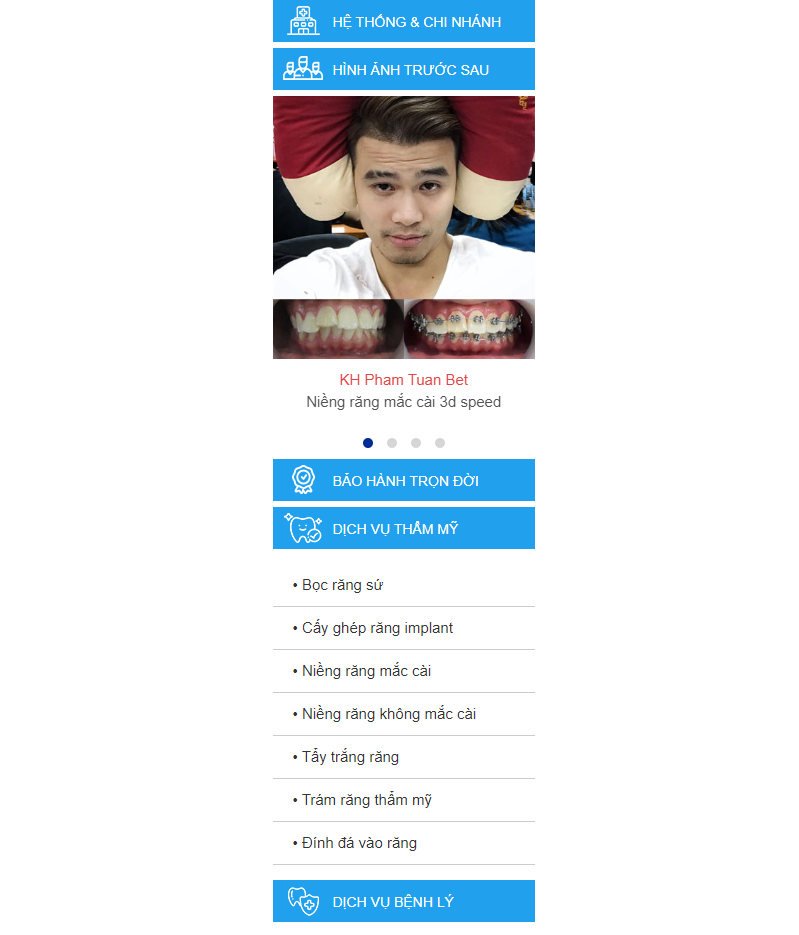 HỆ THỐNG & CHI NHÁNH
HÌNH ẢNH TRƯỚC SAU
KH Pham Tuan Bet
Niềng răng mắc cài 3d speed
BẢO HÀNH TRỌN ĐỜI
DỊCH VỤ THẨM MỸ
• Bọc răng sứ
• Cấy ghép răng implant
• Niềng răng mắc cài
• Niềng răng không mắc cài
• Tẩy trắng răng
• Trám răng thẩm mỹ
• Đính đá vào răng
DỊCH VỤ BỆNH LÝ